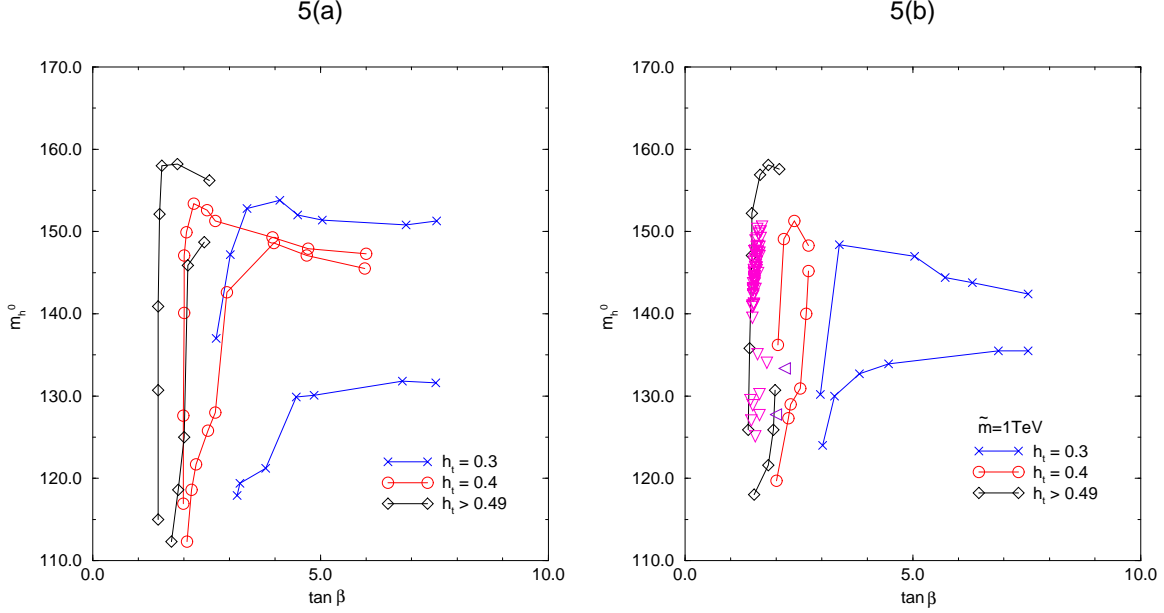 5(a)
170.0
160.0
150.0
140.0
130.0
120.0
110.0
0.0
5.0
10.0
tan β
m_h^0
h_t = 0.3
h_t = 0.4
h_t > 0.49
5(b)
170.0
160.0
150.0
140.0
130.0
120.0
110.0
0.0
5.0
10.0
tan β
m_h^0
m̃=1TeV
h_t = 0.3
h_t = 0.4
h_t > 0.49